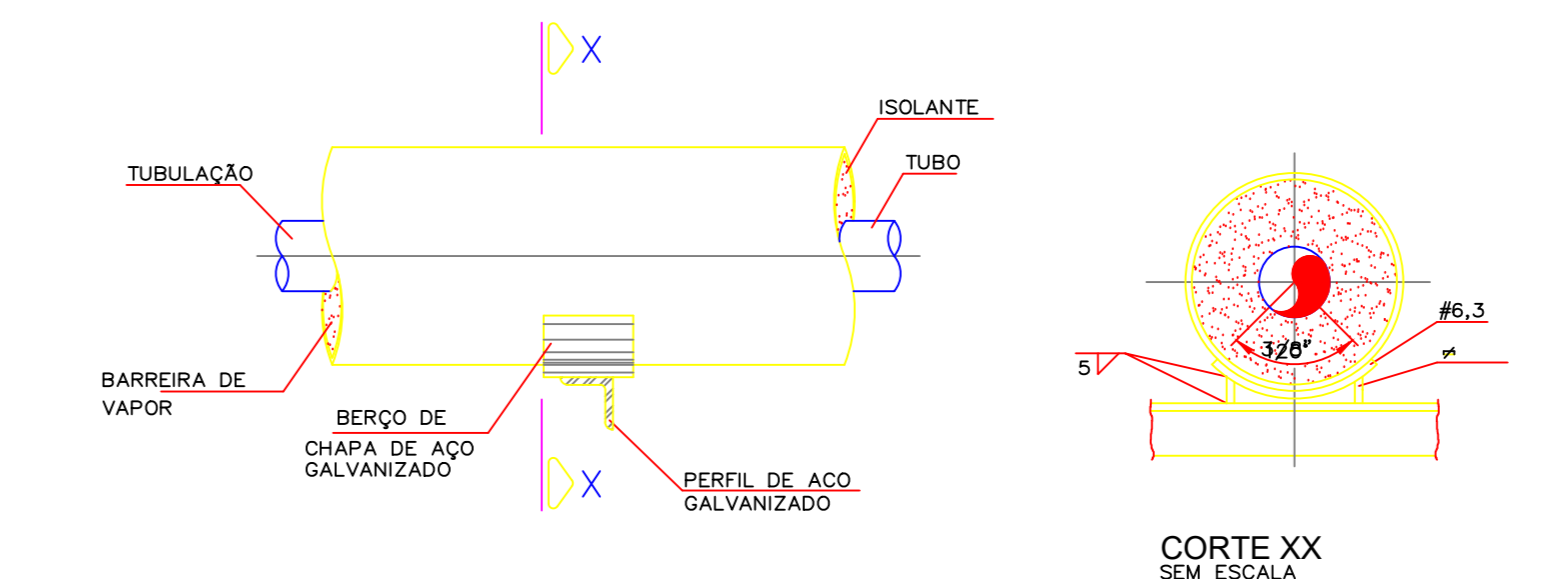 X
ISOLANTE
TUBULAÇÃO
TUBO
#6,3
5
BARREIRA DE
VAPOR
BERÇO DE
CHAPA DE AÇO
GALVANIZADO
PERFIL DE ACO
GALVANIZADO
X
CORTE XX
SEM ESCALA